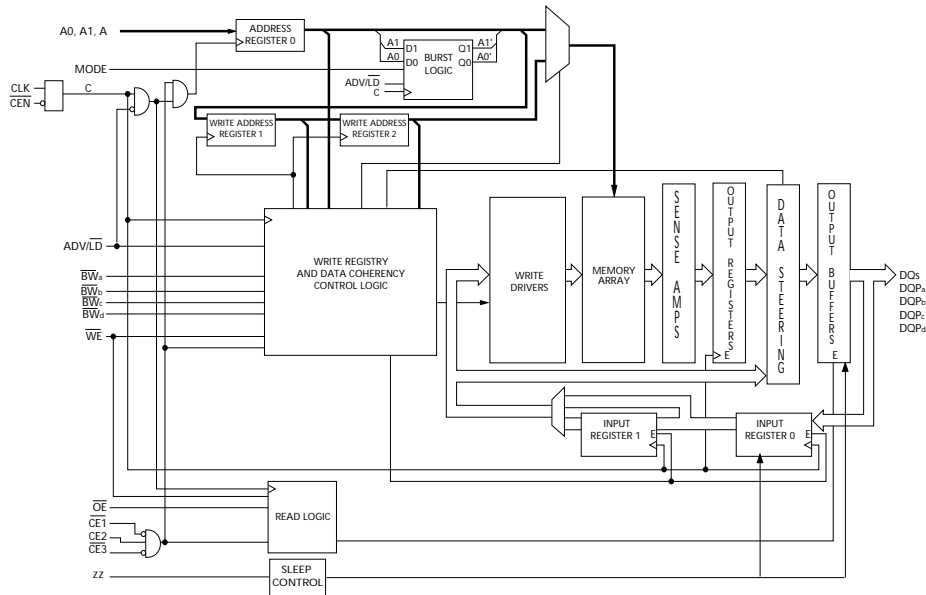 A0, A1, A
ADDRESS
REGISTER 0
A1
A0
D1
D0
BURST
LOGIC
Q1
Q0
A1'
A0'
MODE
ADV/LD
C
CLK
CEN
C
WRITE ADDRESS
REGISTER 1
WRITE ADDRESS
REGISTER 2
ADV/LD
BWa
BWb
BWc
BWd
WE
WRITE REGISTRY
AND DATA COHERENCY
CONTROL LOGIC
WRITE
DRIVERS
MEMORY
ARRAY
SENSE AMPS
OUTPUT REGISTERS
E
DATA STEERING
OUTPUT BUFFERS
E
DQs
DQPa
DQPb
DQPc
DQPd
INPUT
REGISTER 1
E
INPUT
REGISTER 0
E
OE
CE1
CE2
CE3
READ LOGIC
ZZ
SLEEP
CONTROL